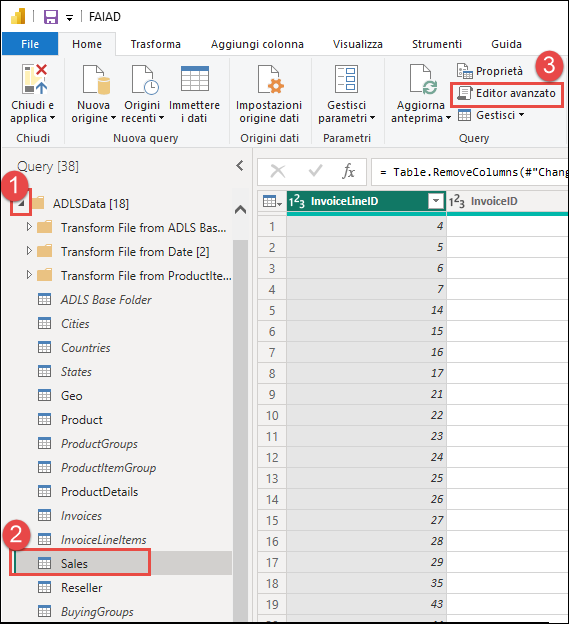 FAIAD
File Home Trasforma Aggiungi colonna Visualizza Strumenti Guida
3
Chiudi e applica
Nuova origine
Origini recenti
Immettere i dati
Impostazioni origine dati
Gestisci parametri
Aggiorna anteprima
Proprietà
Editor avanzato
Gestisci
Chiudi Nuova query Origini dati Parametri Query
Query [38]
fx = Table.RemoveColumns(#"Chang
1
ADLSData [18]
Transform File from ADLS Bas...
Transform File from Date [2]
Transform File from ProductIte...
ADLS Base Folder
Cities
Countries
States
Geo
Product
ProductGroups
ProductItemGroup
ProductDetails
Invoices
InvoiceLineItems
2
Sales
Reseller
BuyingGroups
123 InvoiceLineID 123 InvoiceID
1 4
2 5
3 6
4 7
5 14
6 15
7 16
8 17
9 21
10 22
11 23
12 24
13 25
14 26
15 27
16 28
17 29
18 35
19 43